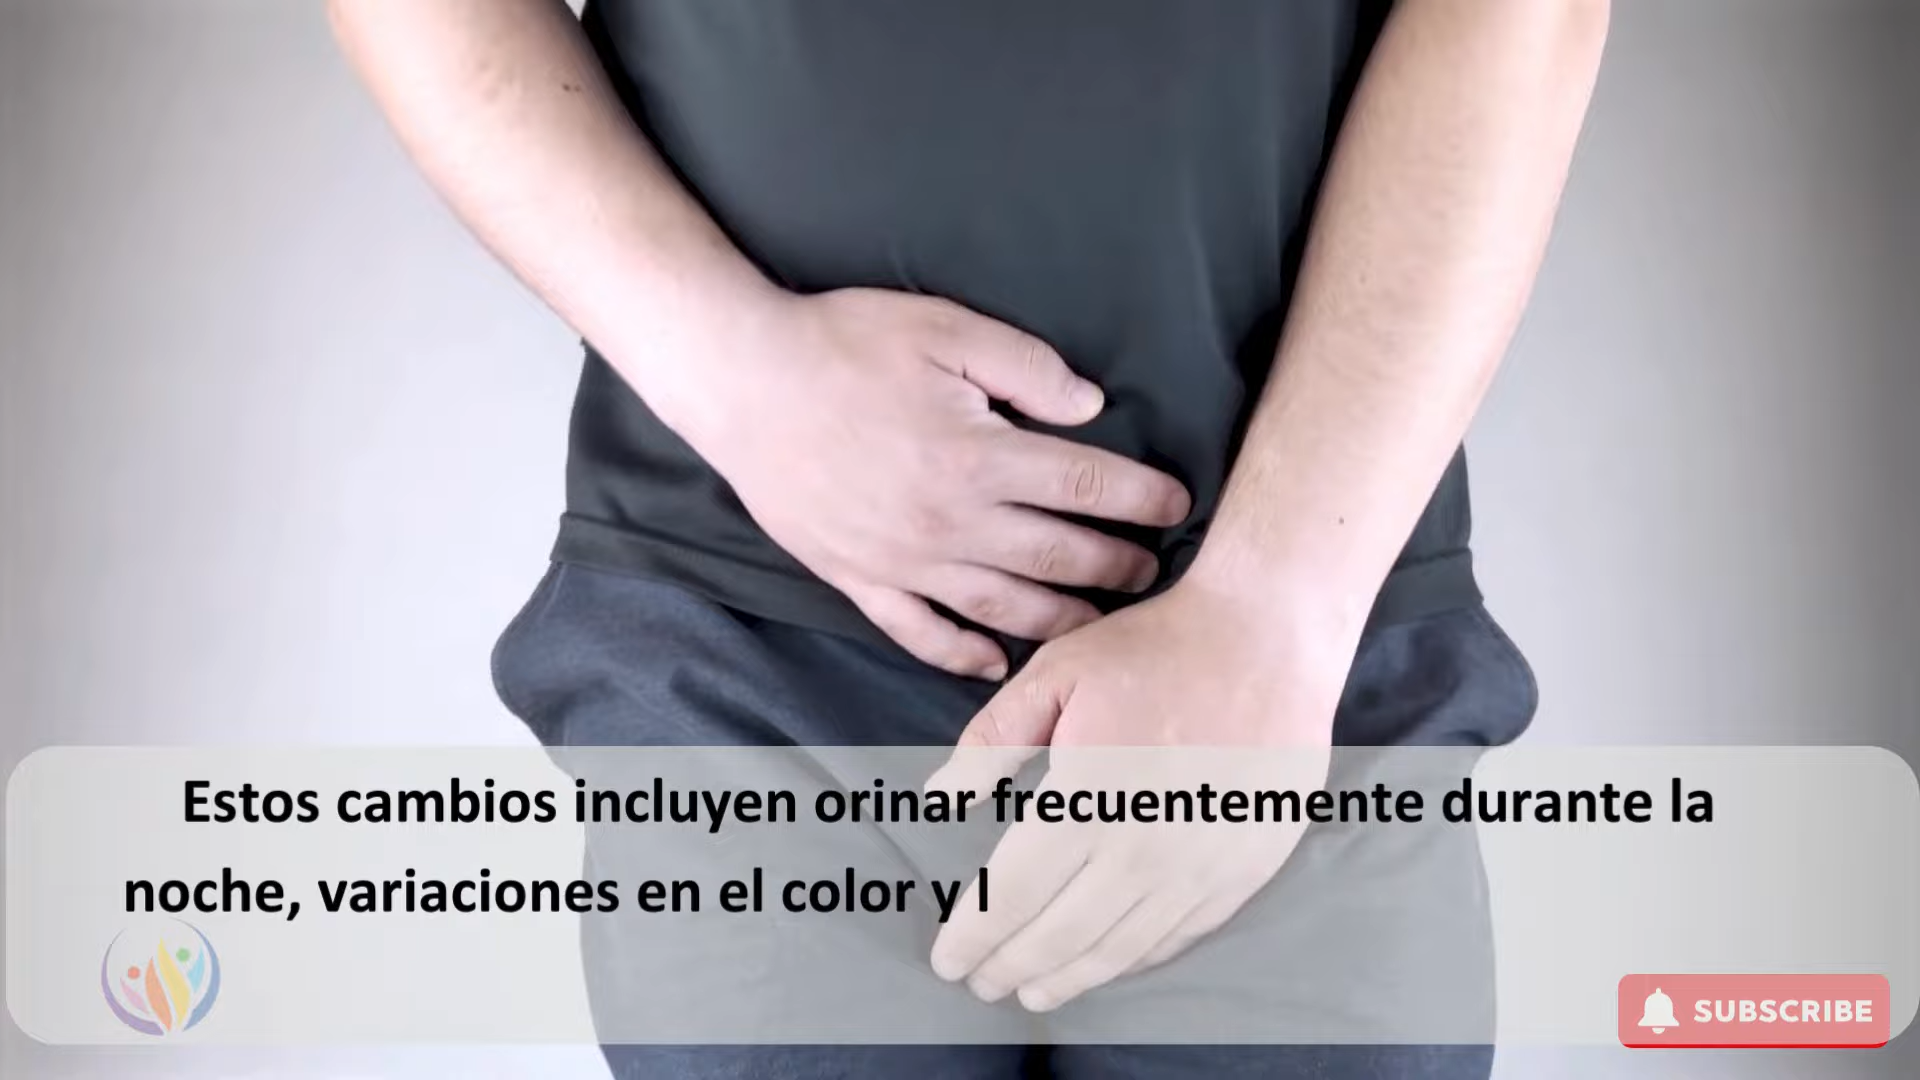 Estos cambios incluyen orinar frecuentemente durante la
noche, variaciones en el color y l
SUBSCRIBE